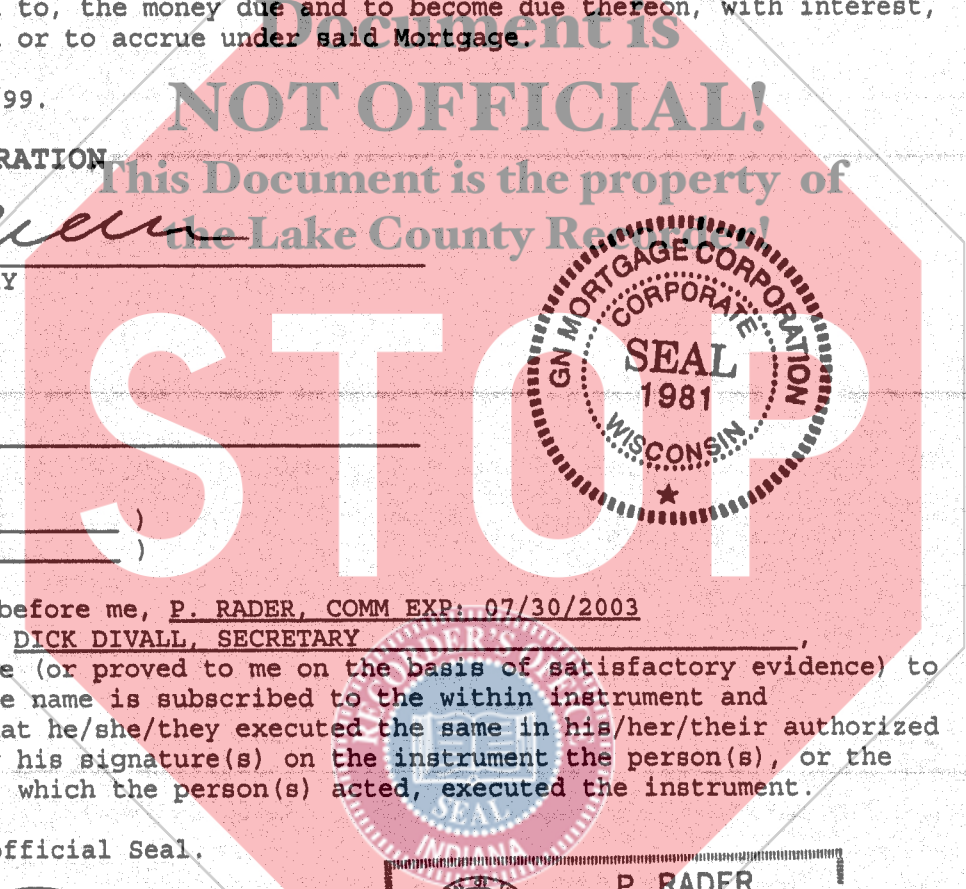 to, the money due and to become due thereon, with interest,
or to accrue under said Mortgage.
Document is
99.
NOT OFFICIAL!
RATION
This Document is the property of
the Lake County Recorder!
Y
GN MORTGAGE CORPORATION
CORPORATE
SEAL
1981
WISCONSIN
STOP
)
)
before me, P. RADER, COMM EXP: 07/30/2003
DICK DIVALL, SECRETARY ,
e (or proved to me on the basis of satisfactory evidence) to
e name is subscribed to the within instrument and
at he/she/they executed the same in his/her/their authorized
his signature(s) on the instrument the person(s), or the
which the person(s) acted, executed the instrument.
RECORDER'S OFFICE
SEAL
INDIANA
official Seal.
P. RADER